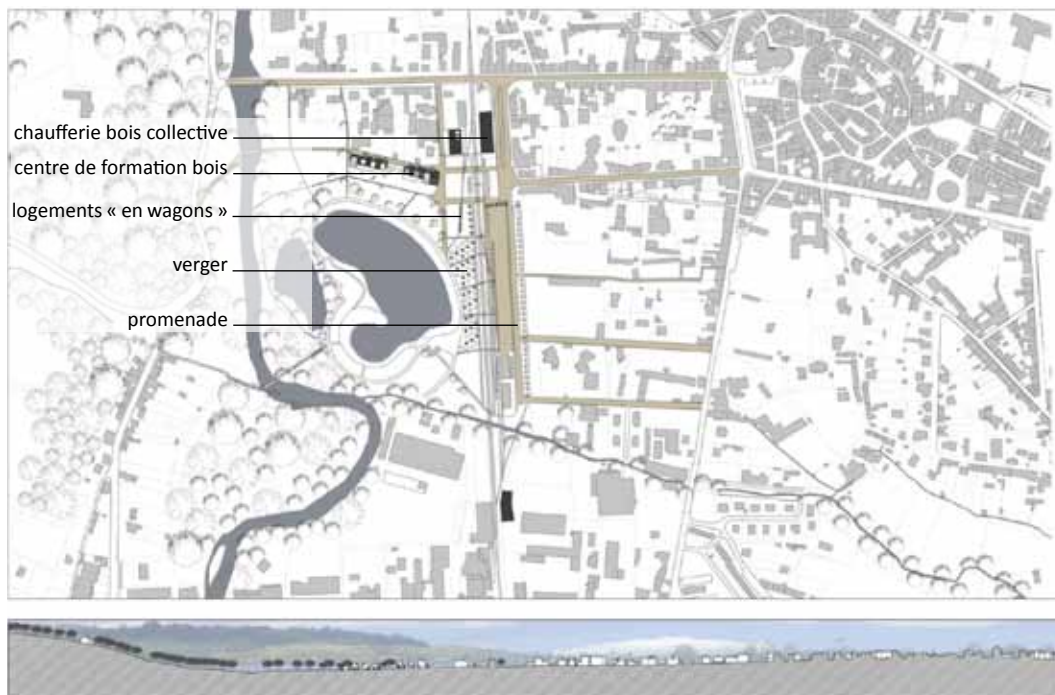 chaufferie bois collective
centre de formation bois
logements « en wagons »
verger
promenade